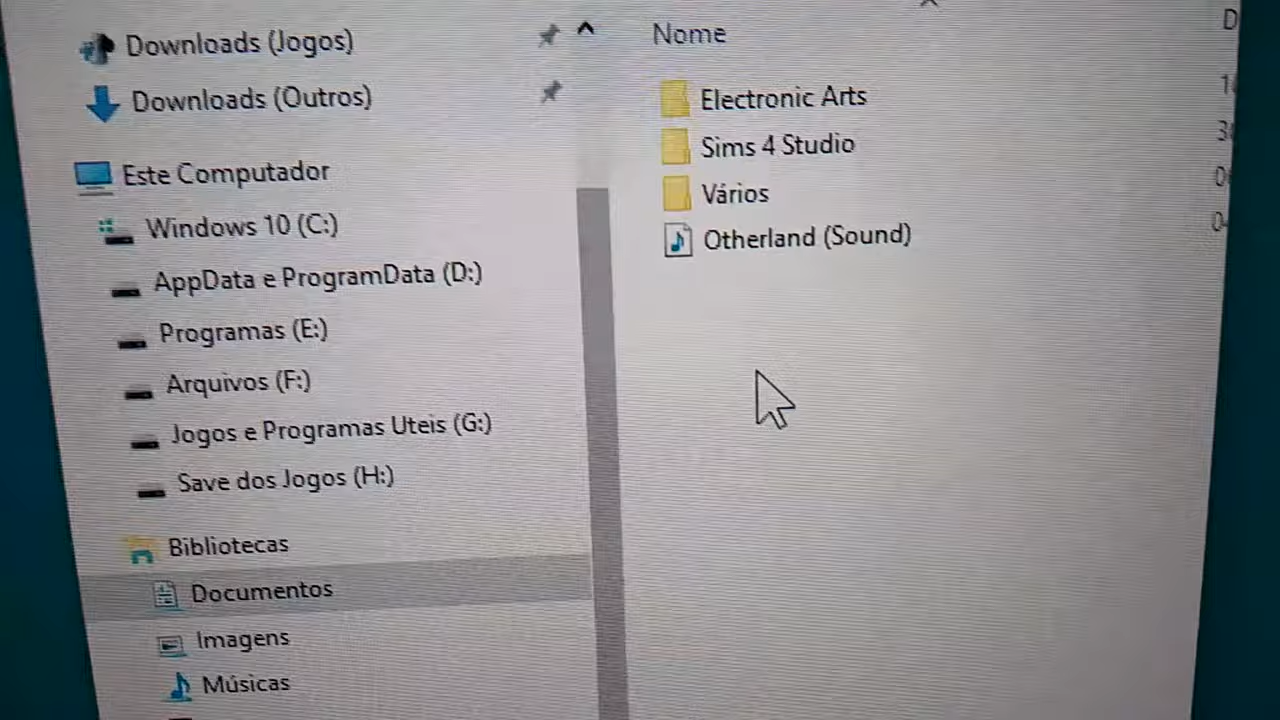 Downloads (Jogos)
Downloads (Outros)
Este Computador
Windows 10 (C:)
AppData e ProgramData (D:)
Programas (E:)
Arquivos (F:)
Jogos e Programas Uteis (G:)
Save dos Jogos (H:)
Bibliotecas
Documentos
Imagens
Músicas
Nome
Electronic Arts
Sims 4 Studio
Vários
Otherland (Sound)